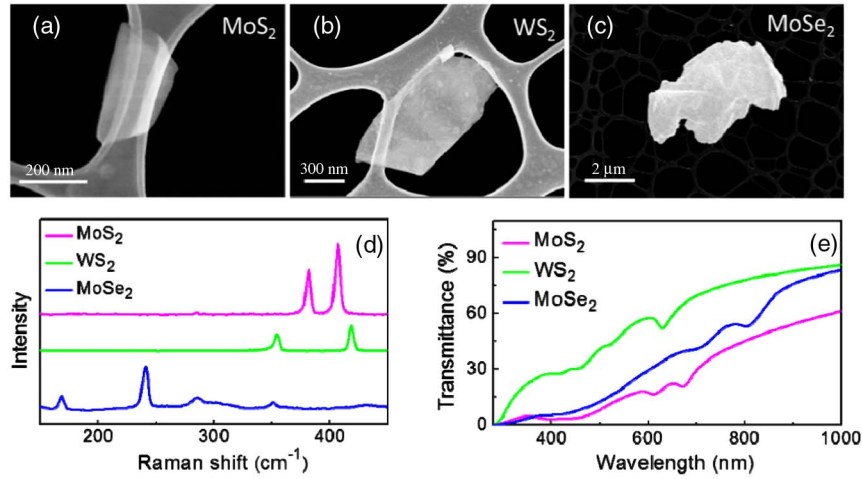 (a) MoS₂
200 nm
(b) WS₂
300 nm
(c) MoSe₂
2 μm
(d)
MoS₂
WS₂
MoSe₂
Intensity
200 300 400
Raman shift (cm⁻¹)
(e)
MoS₂
WS₂
MoSe₂
Transmittance (%)
90
60
30
0
400 600 800 1000
Wavelength (nm)